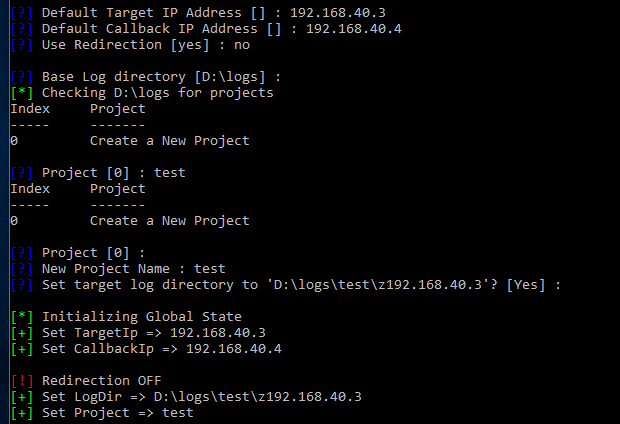 [?] Default Target IP Address [] : 192.168.40.3
[?] Default Callback IP Address [] : 192.168.40.4
[?] Use Redirection [yes] : no
[?] Base Log directory [D:\logs] :
[*] Checking D:\logs for projects
Index     Project
-----     -------
0         Create a New Project
[?] Project [0] : test
Index     Project
-----     -------
0         Create a New Project
[?] Project [0] :
[?] New Project Name : test
[?] Set target log directory to 'D:\logs\test\z192.168.40.3'? [Yes] :
[*] Initializing Global State
[+] Set TargetIp => 192.168.40.3
[+] Set CallbackIp => 192.168.40.4
[!] Redirection OFF
[+] Set LogDir => D:\logs\test\z192.168.40.3
[+] Set Project => test